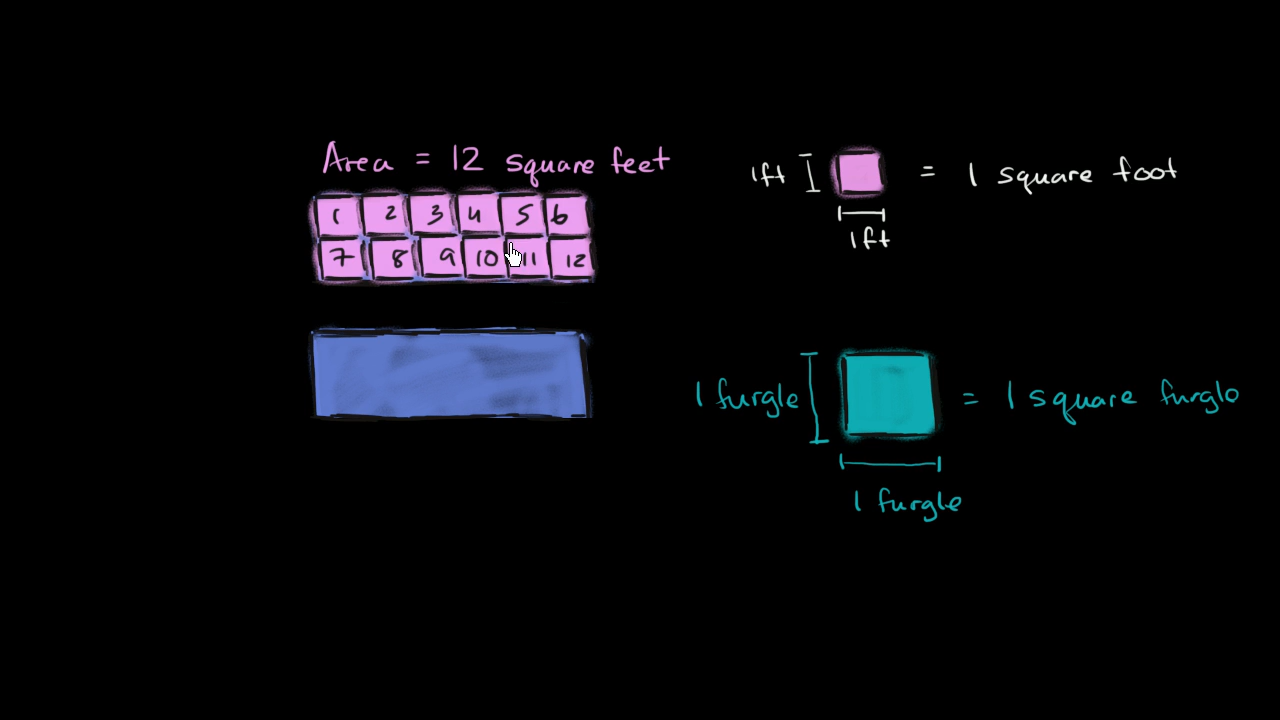 Area = 12 square feet
1 2 3 4 5 6
7 8 9 10 11 12
1ft = 1 square foot
1ft
1 furgle = 1 square furglo
1 furgle